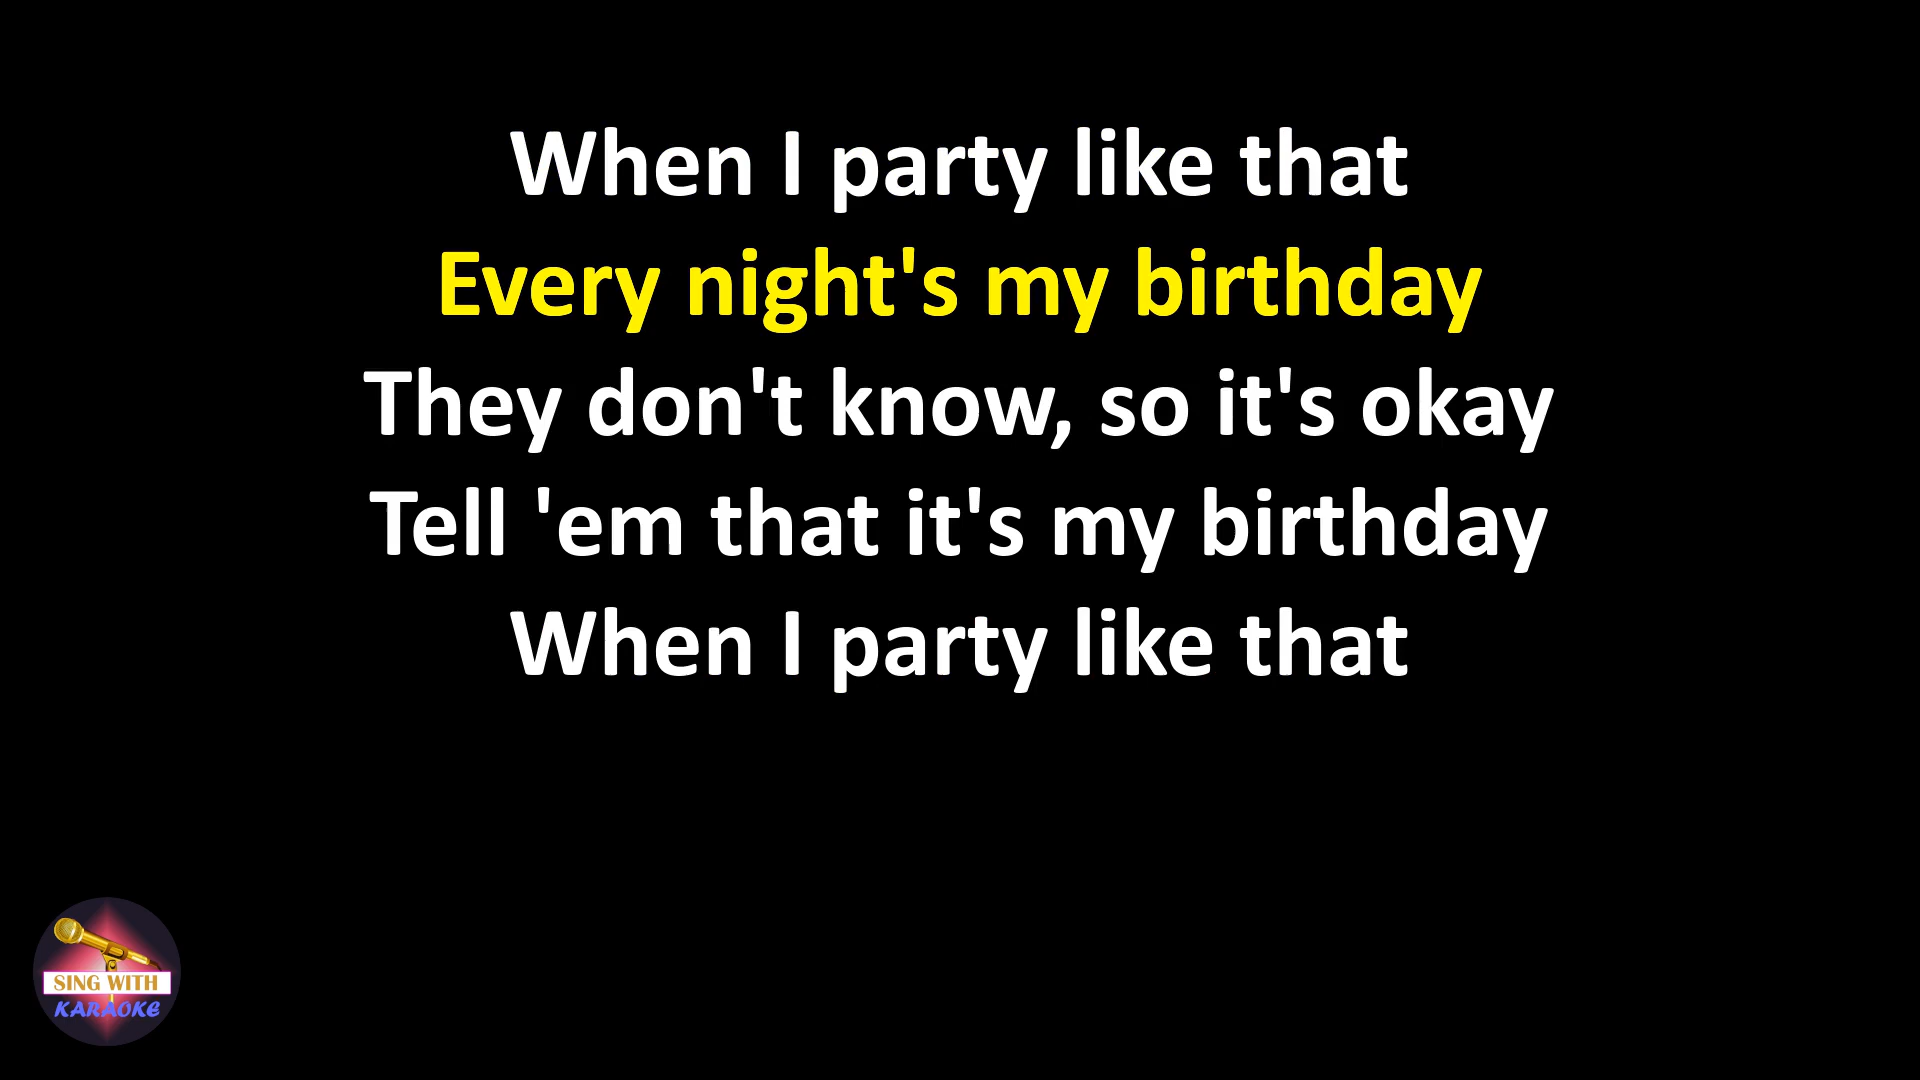 When I party like that
Every night's my birthday
They don't know, so it's okay
Tell 'em that it's my birthday
When I party like that
SING WITH
KARAOKE